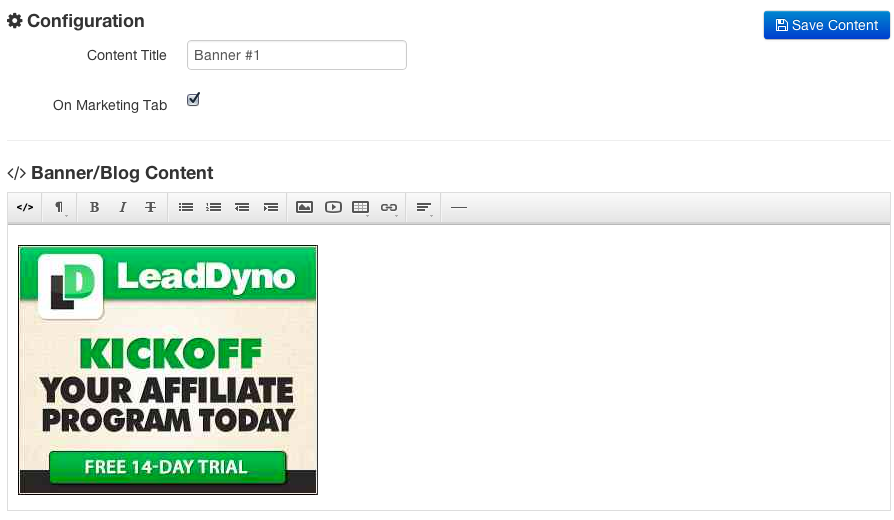 Configuration
Save Content
Content Title
Banner #1
On Marketing Tab
</> Banner/Blog Content
</> ¶ B I T
LD LeadDyno
KICKOFF
YOUR AFFILIATE
PROGRAM TODAY
FREE 14-DAY TRIAL